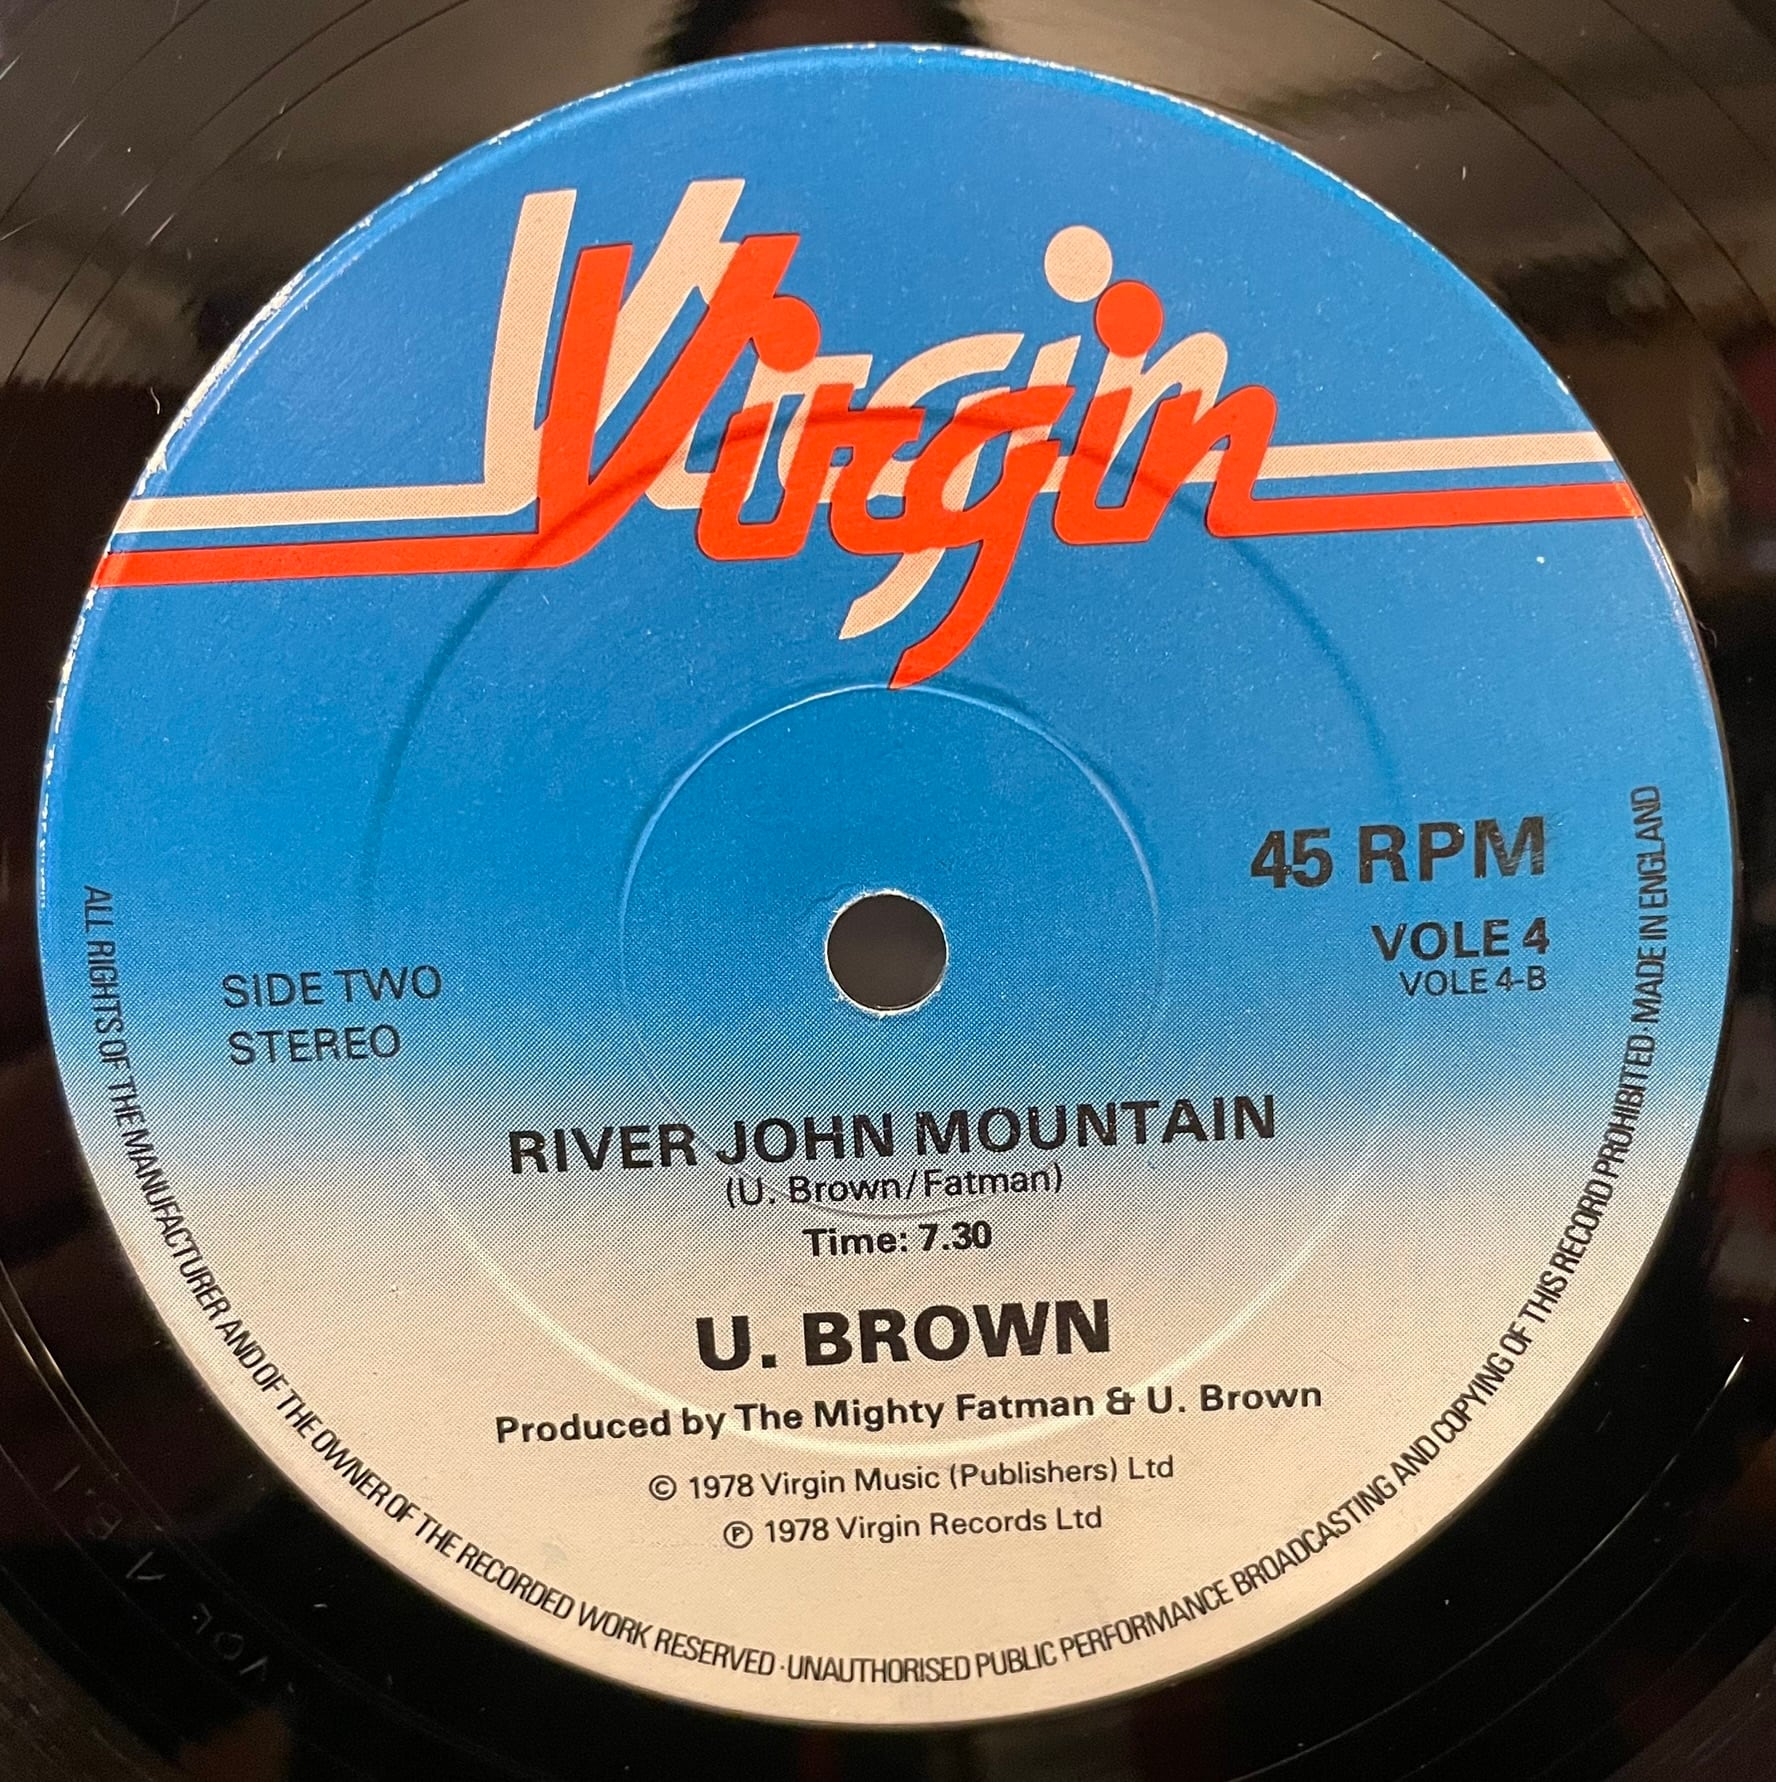 Virgin
45 RPM
VOLE 4
VOLE 4-B
SIDE TWO
STEREO
RIVER JOHN MOUNTAIN
(U. Brown/Fatman)
Time: 7.30
U. BROWN
Produced by The Mighty Fatman & U. Brown
© 1978 Virgin Music (Publishers) Ltd
℗ 1978 Virgin Records Ltd
ALL RIGHTS OF THE MANUFACTURER AND OF THE OWNER OF THE RECORDED WORK RESERVED · UNAUTHORISED PUBLIC PERFORMANCE BROADCASTING AND COPYING OF THIS RECORD PROHIBITED · MADE IN ENGLAND